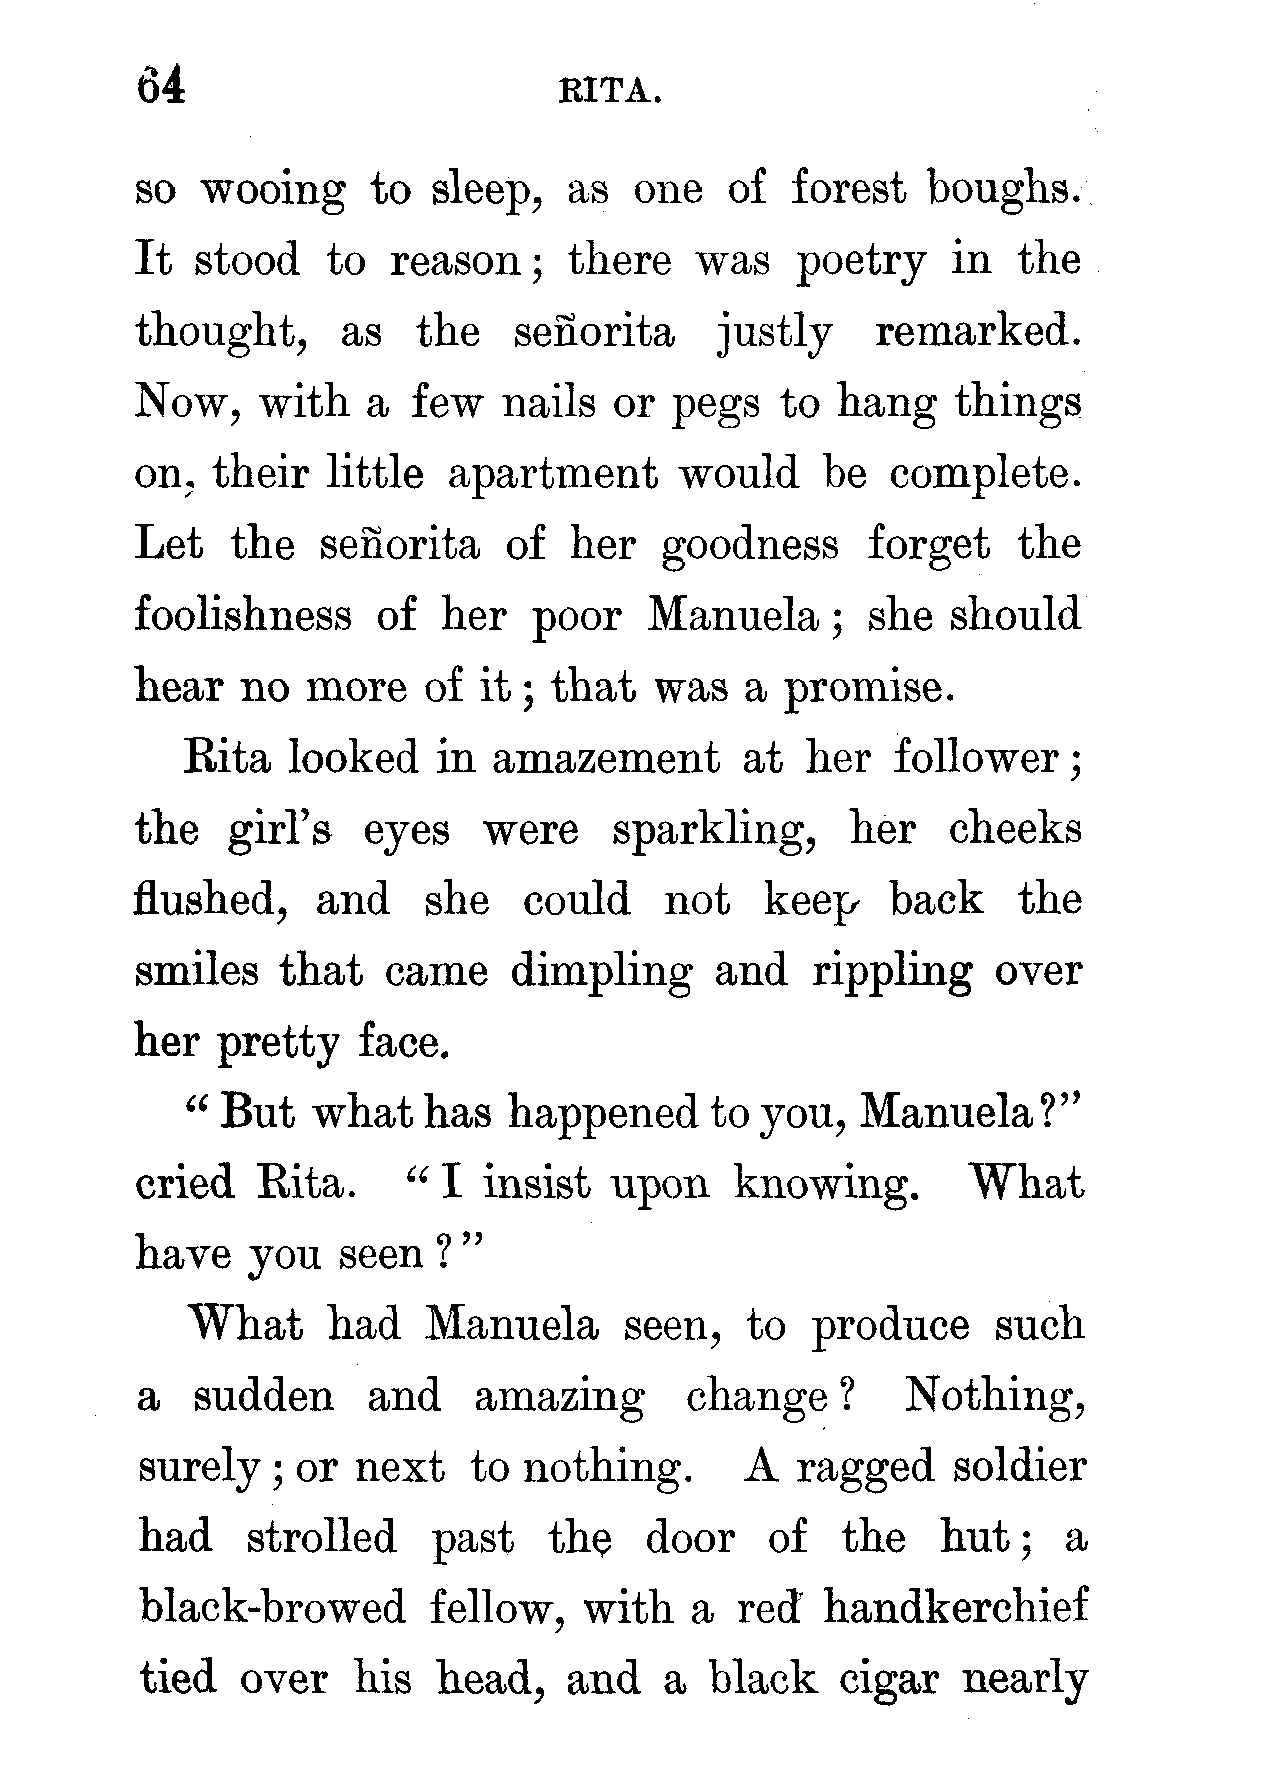 64 RITA.
so wooing to sleep, as one of forest boughs.
It stood to reason; there was poetry in the
thought, as the señorita justly remarked.
Now, with a few nails or pegs to hang things
on, their little apartment would be complete.
Let the señorita of her goodness forget the
foolishness of her poor Manuela; she should
hear no more of it; that was a promise.
Rita looked in amazement at her follower;
the girl's eyes were sparkling, her cheeks
flushed, and she could not keep back the
smiles that came dimpling and rippling over
her pretty face.
"But what has happened to you, Manuela?"
cried Rita. "I insist upon knowing. What
have you seen?"
What had Manuela seen, to produce such
a sudden and amazing change? Nothing,
surely; or next to nothing. A ragged soldier
had strolled past the door of the hut; a
black-browed fellow, with a red handkerchief
tied over his head, and a black cigar nearly